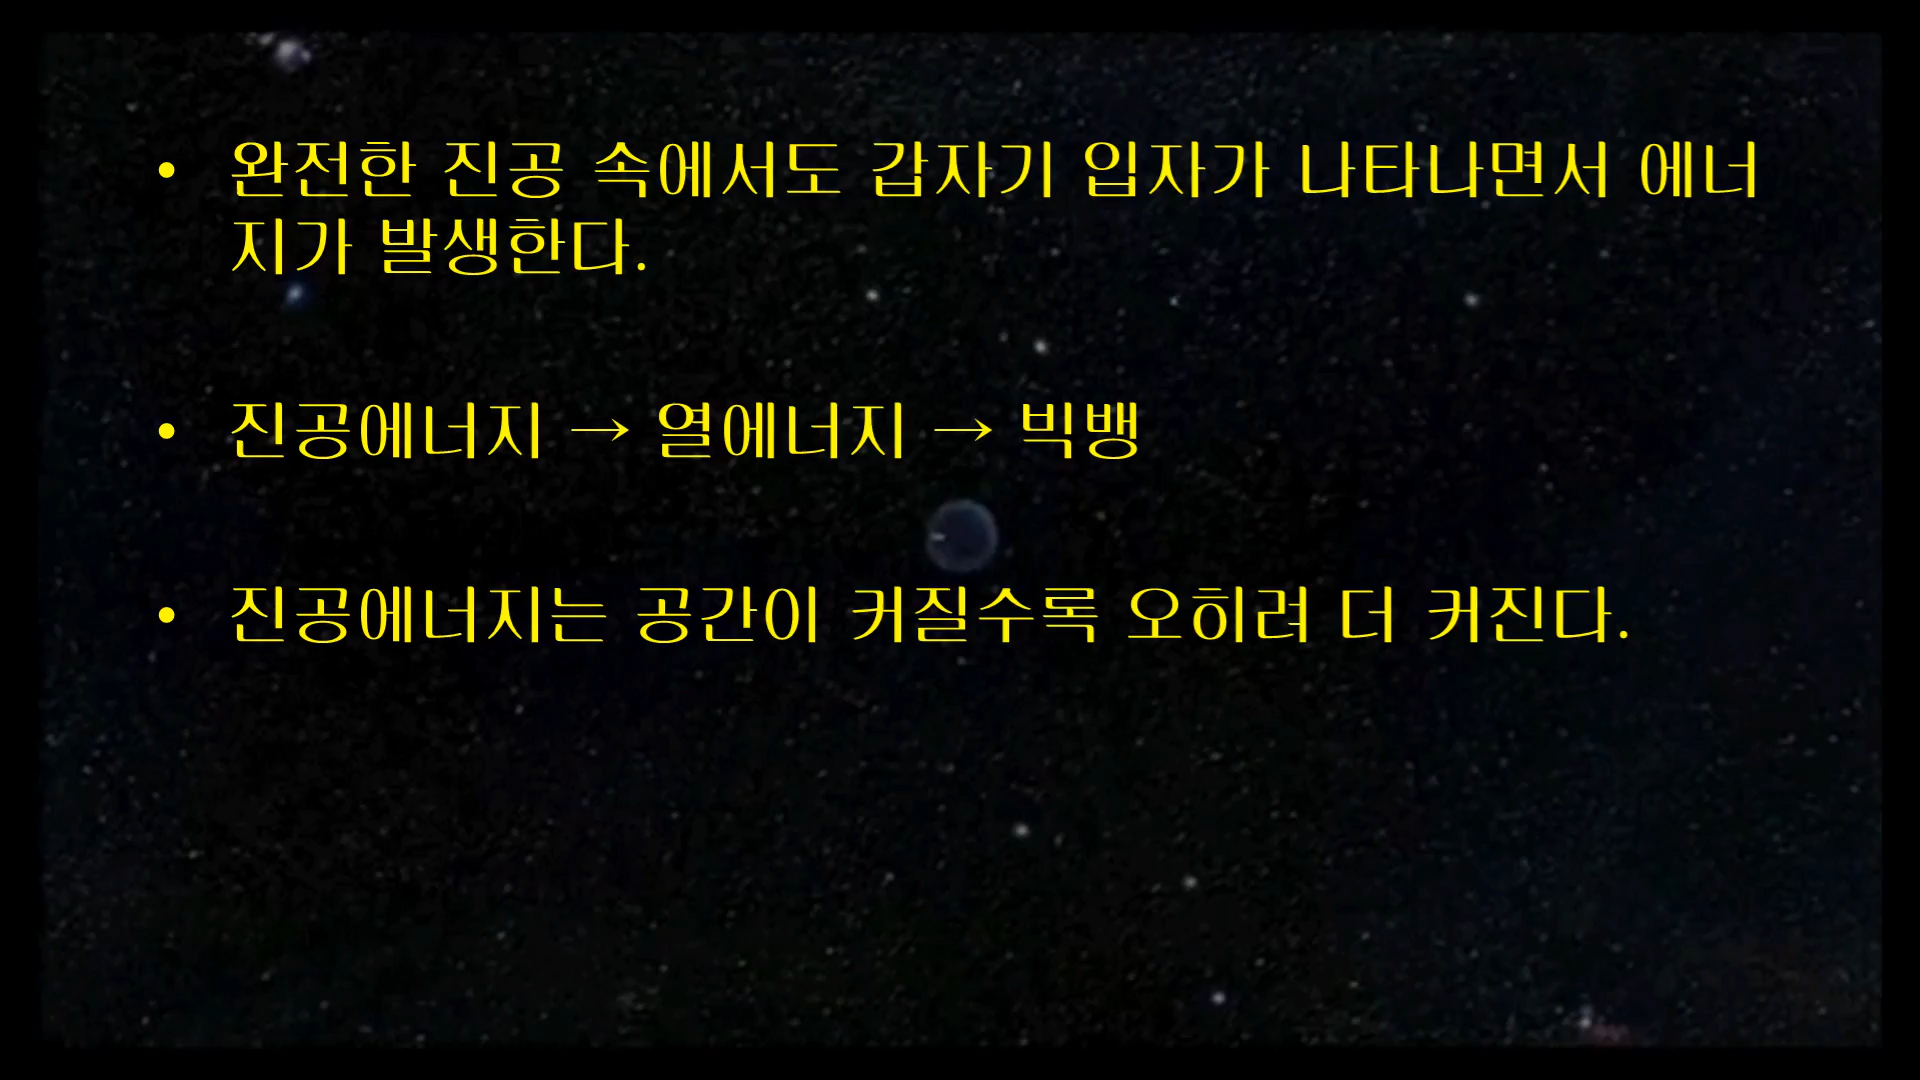 • 완전한 진공 속에서도 갑자기 입자가 나타나면서 에너
지가 발생한다.
• 진공에너지 → 열에너지 → 빅뱅
• 진공에너지는 공간이 커질수록 오히려 더 커진다.